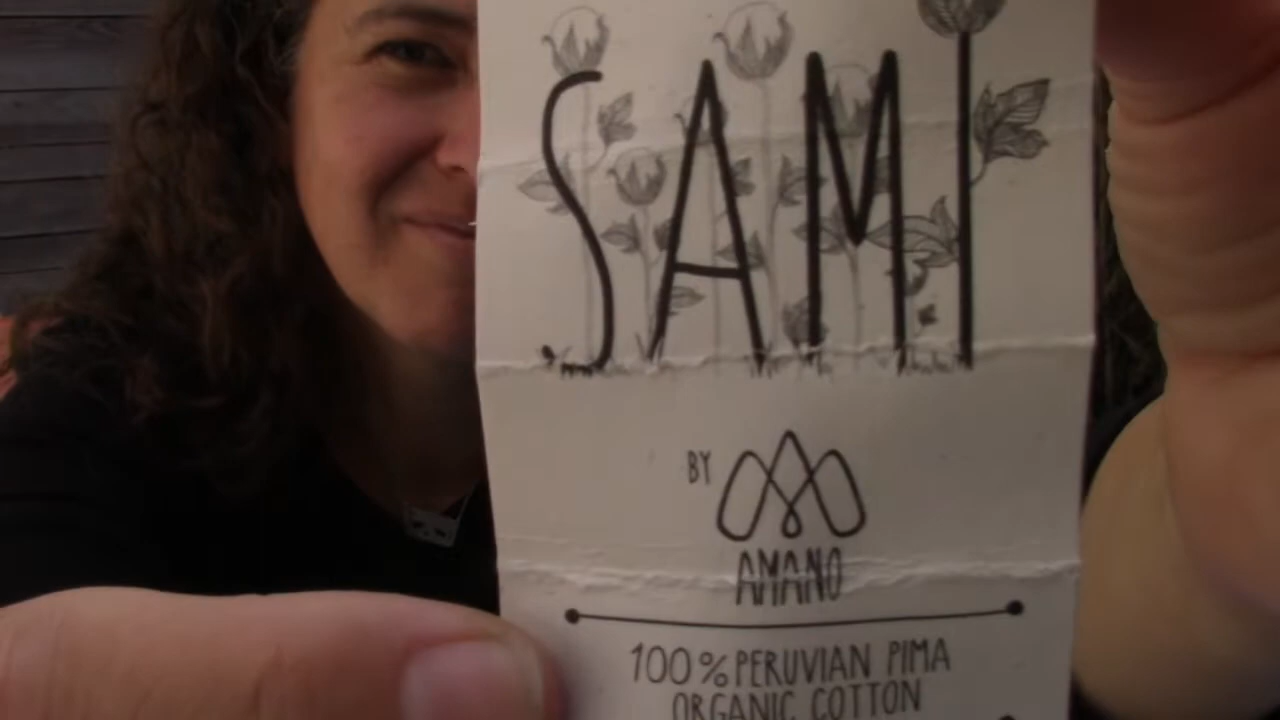 SAMI
BY
AMANO
100% PERUVIAN PIMA
ORGANIC COTTON